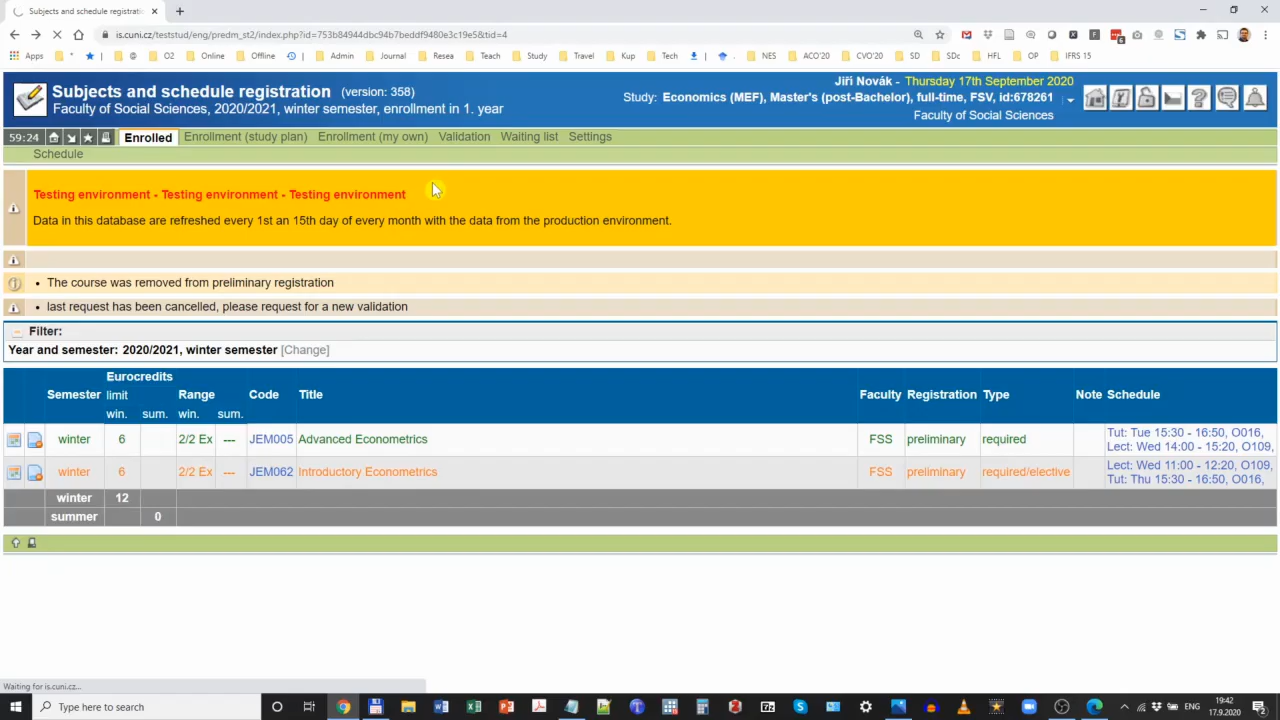 Subjects and schedule registrat
is.cuni.cz/teststud/eng/predm_st2/index.php?id=753b84944dbc94b7beddf9480e3c19e5&tid=4
Apps * @ O2 Online Offline Admin Journal Resea Teach Study Travel Kup Tech . NES ACO'20 CVO'20 SD SDc HFL OP IFRS 15
Subjects and schedule registration (version: 358)
Faculty of Social Sciences, 2020/2021, winter semester, enrollment in 1. year
Jiří Novák - Thursday 17th September 2020
Study: Economics (MEF), Master's (post-Bachelor), full-time, FSV, id:678261
Faculty of Social Sciences
59:24 Enrolled Enrollment (study plan) Enrollment (my own) Validation Waiting list Settings
Schedule
Testing environment - Testing environment - Testing environment
Data in this database are refreshed every 1st an 15th day of every month with the data from the production environment.
• The course was removed from preliminary registration
• last request has been cancelled, please request for a new validation
Filter:
Year and semester: 2020/2021, winter semester [Change]
Eurocredits
Semester limit Range Code Title Faculty Registration Type Note Schedule
win. sum. win. sum.
winter 6 2/2 Ex --- JEM005 Advanced Econometrics FSS preliminary required Tut: Tue 15:30 - 16:50, O016,
Lect: Wed 14:00 - 15:20, O109,
winter 6 2/2 Ex --- JEM062 Introductory Econometrics FSS preliminary required/elective Lect: Wed 11:00 - 12:20, O109,
Tut: Thu 15:30 - 16:50, O016,
winter 12
summer 0
Waiting for is.cuni.cz...
Type here to search
ENG
19:42
17.9.2020